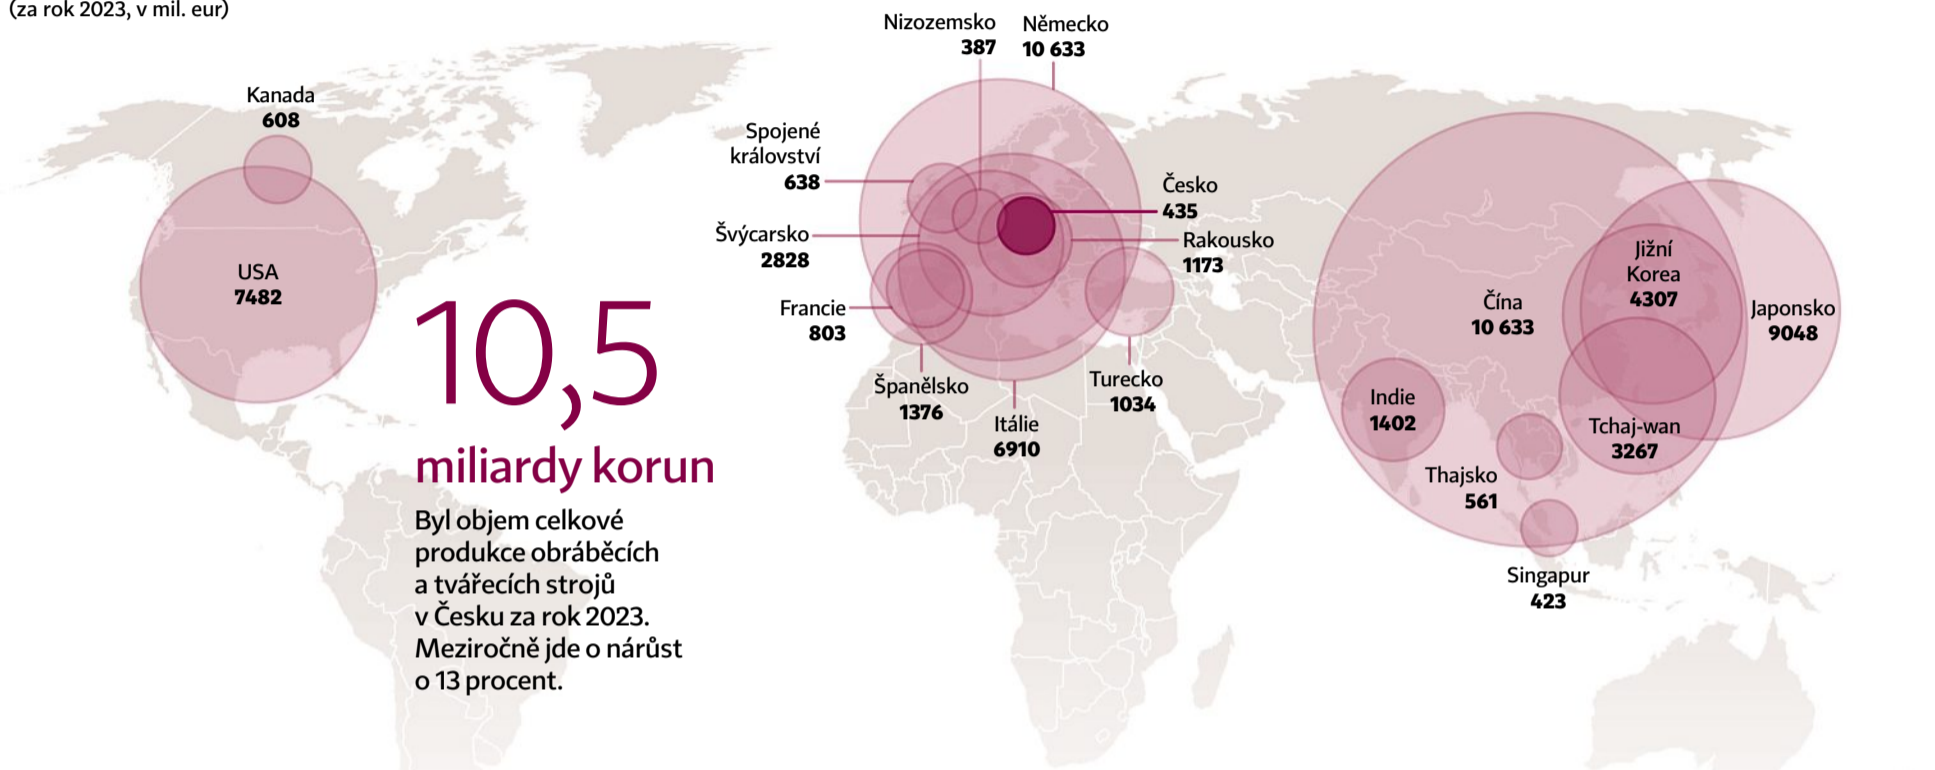 (za rok 2023, v mil. eur)
Kanada
608
USA
7482
10,5
miliardy korun
Byl objem celkové
produkce obráběcích
a tvářecích strojů
v Česku za rok 2023.
Meziročně jde o nárůst
o 13 procent.
Nizozemsko
387
Německo
10 633
Spojené
království
638
Česko
435
Švýcarsko
2828
Rakousko
1173
Francie
803
Španělsko
1376
Itálie
6910
Turecko
1034
Čína
10 633
Jižní
Korea
4307
Japonsko
9048
Indie
1402
Tchaj-wan
3267
Thajsko
561
Singapur
423